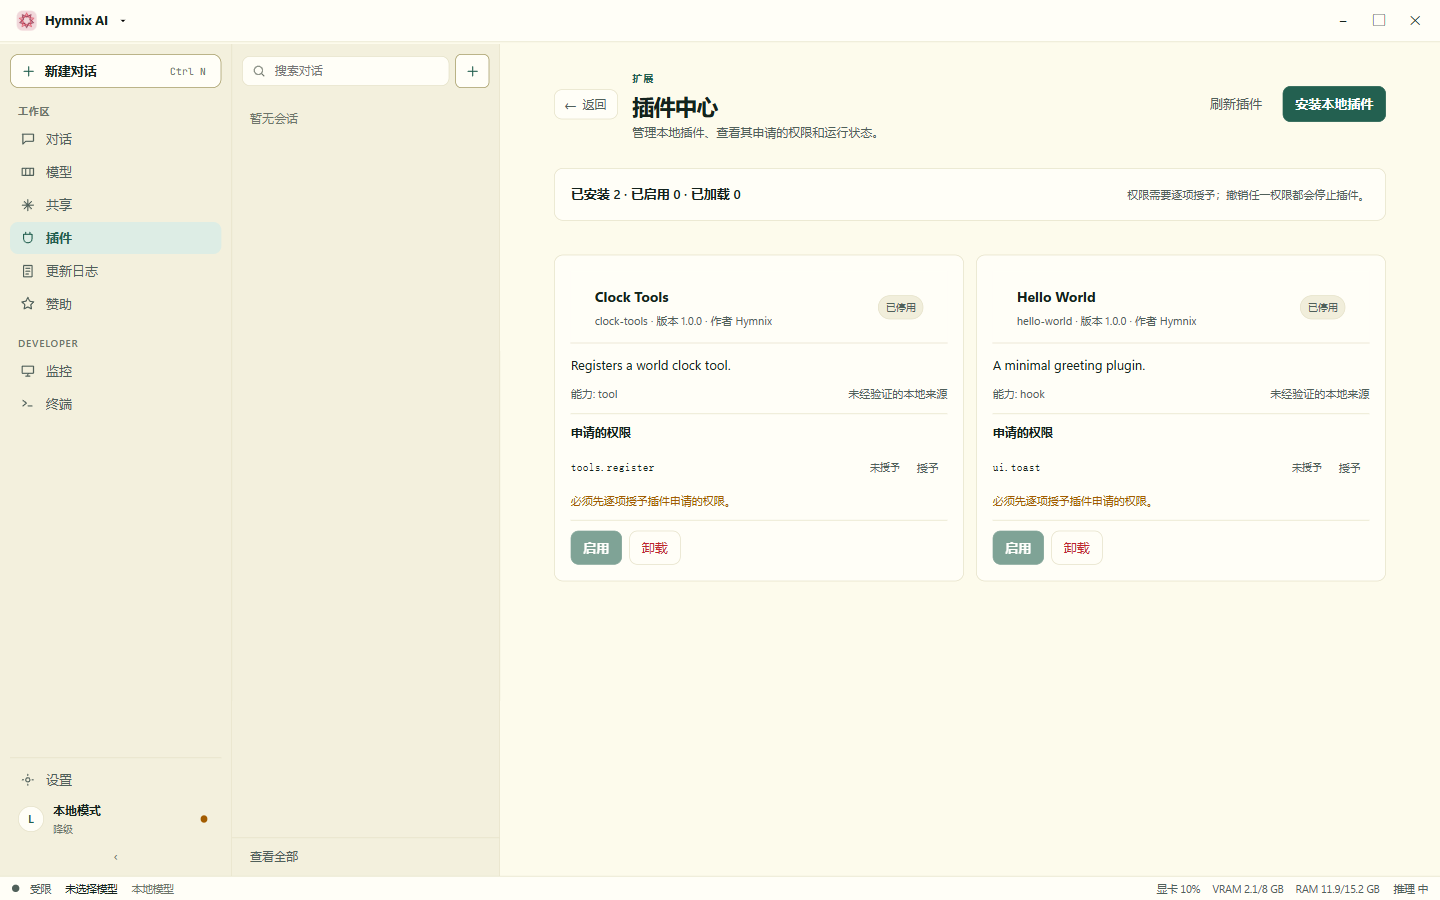 Hymnix AI
新建对话 Ctrl N
工作区
对话
模型
共享
插件
更新日志
赞助
DEVELOPER
监控
终端
设置
L
本地模式
降级
搜索对话
暂无会话
查看全部
← 返回
扩展
插件中心
管理本地插件、查看其申请的权限和运行状态。
刷新插件
安装本地插件
已安装 2 · 已启用 0 · 已加载 0
权限需要逐项授予；撤销任一权限都会停止插件。
Clock Tools
clock-tools · 版本 1.0.0 · 作者 Hymnix
已停用
Registers a world clock tool.
能力: tool
未经验证的本地来源
申请的权限
tools.register
未授予
授予
必须先逐项授予插件申请的权限。
启用
卸载
Hello World
hello-world · 版本 1.0.0 · 作者 Hymnix
已停用
A minimal greeting plugin.
能力: hook
未经验证的本地来源
申请的权限
ui.toast
未授予
授予
必须先逐项授予插件申请的权限。
启用
卸载
受限 未选择模型 本地模型
显卡 10% VRAM 2.1/8 GB RAM 11.9/15.2 GB 推理 中